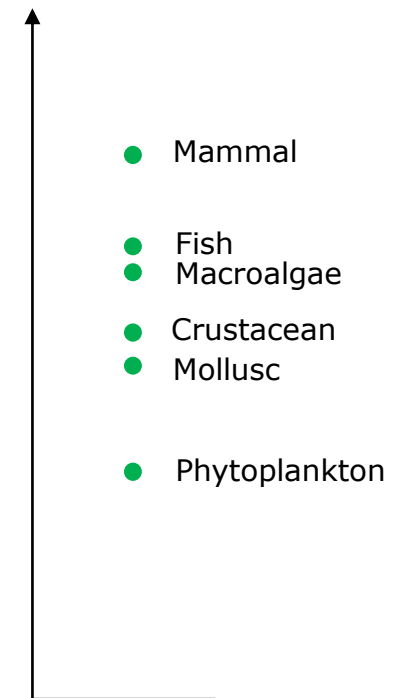 Mammal
Fish
Macroalgae
Crustacean
Mollusc
Phytoplankton